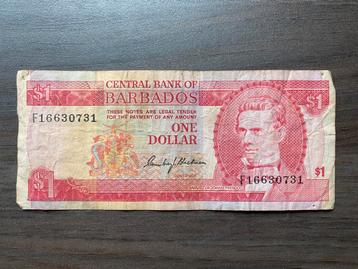 CENTRAL BANK OF
BARBADOS
$1
$1
THESE NOTES ARE LEGAL TENDER
FOR THE PAYMENT OF ANY AMOUNT
F16630731
ONE
DOLLAR
F16630731
$1
$1